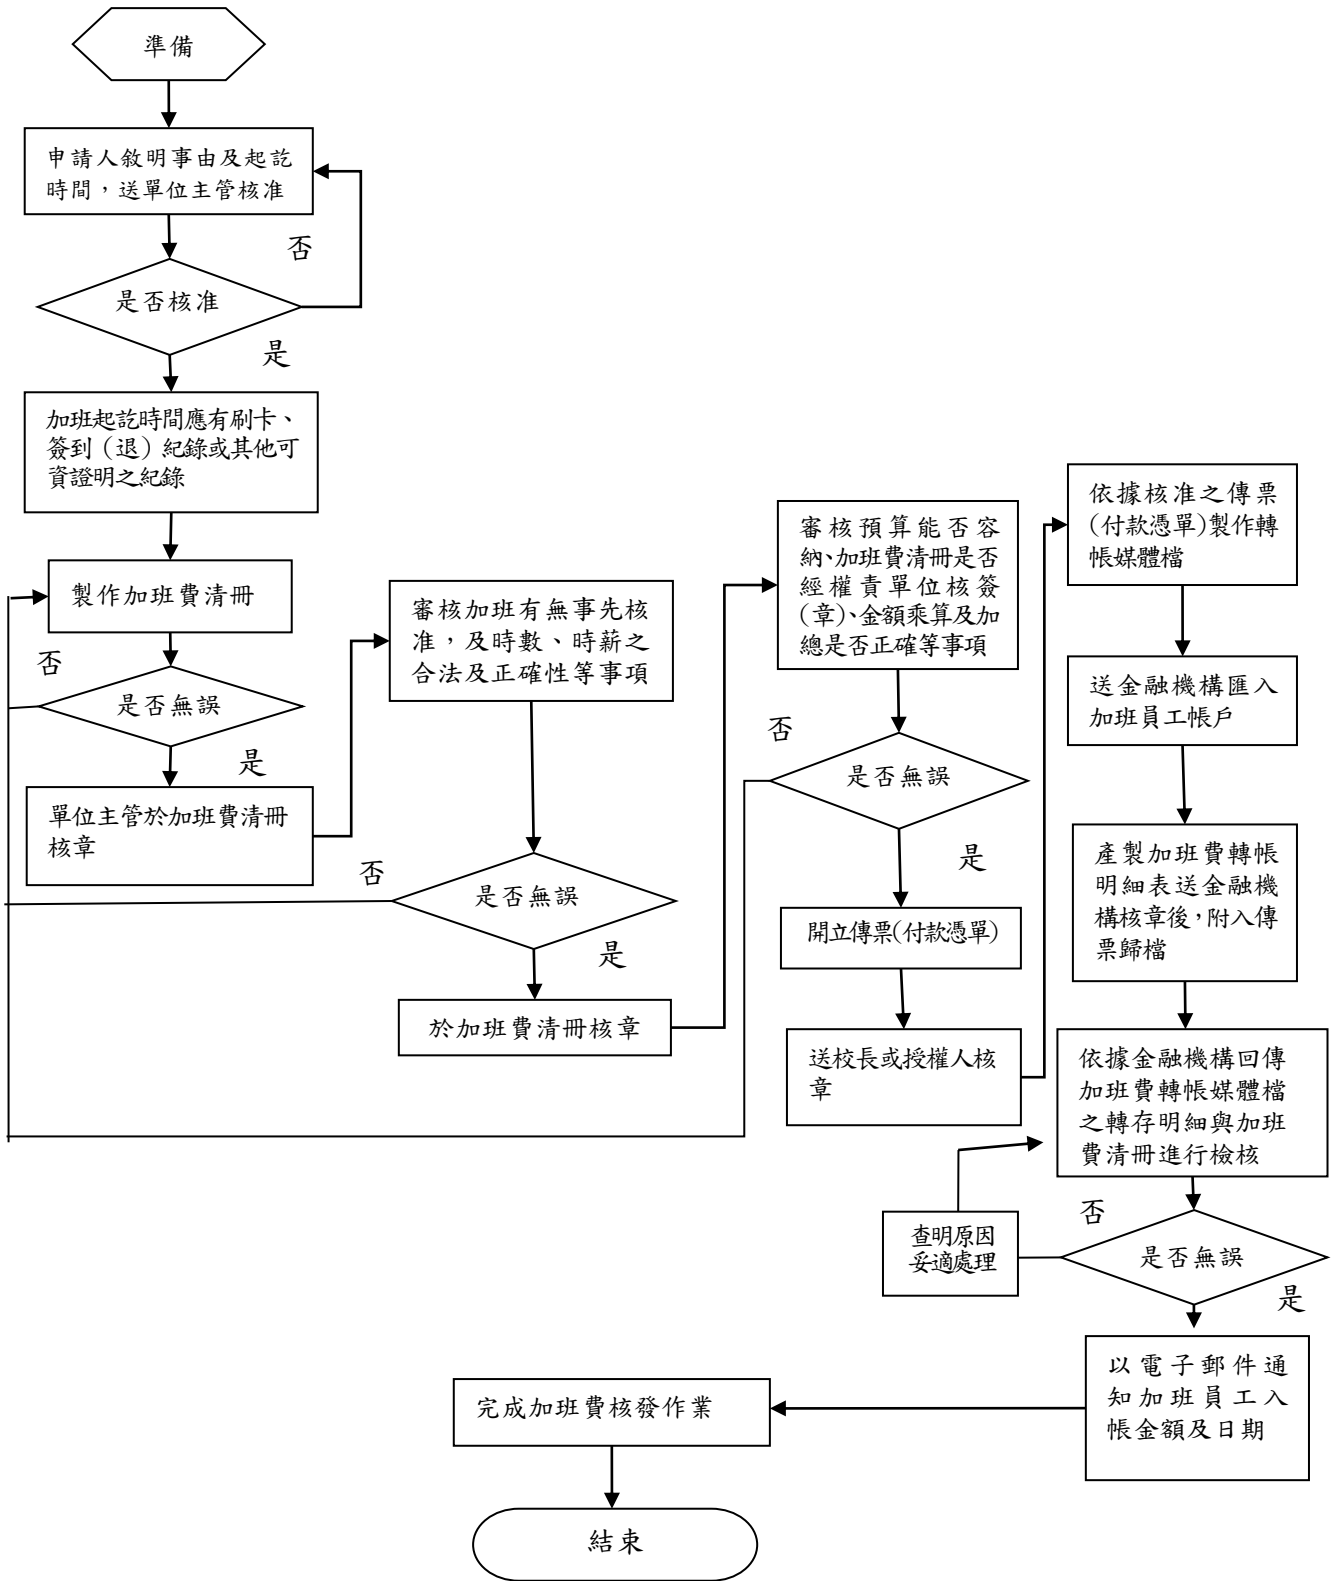 準備
申請人敘明事由及起訖
時間，送單位主管核准
否
是否核准
是
加班起訖時間應有刷卡、
簽到（退）紀錄或其他可
資證明之紀錄
製作加班費清冊
否
是否無誤
是
單位主管於加班費清冊
核章
審核加班有無事先核
准，及時數、時薪之
合法及正確性等事項
否
是否無誤
是
於加班費清冊核章
審核預算能否容
納、加班費清冊是否
經權責單位核簽
(章)、金額乘算及加
總是否正確等事項
否
是否無誤
是
開立傳票(付款憑單)
送校長或授權人核
章
依據核准之傳票
(付款憑單)製作轉
帳媒體檔
送金融機構匯入
加班員工帳戶
產製加班費轉帳
明細表送金融機
構核章後，附入傳
票歸檔
依據金融機構回傳
加班費轉帳媒體檔
之轉存明細與加班
費清冊進行檢核
否
查明原因
妥適處理
是否無誤
是
以電子郵件通
知加班員工入
帳金額及日期
完成加班費核發作業
結束